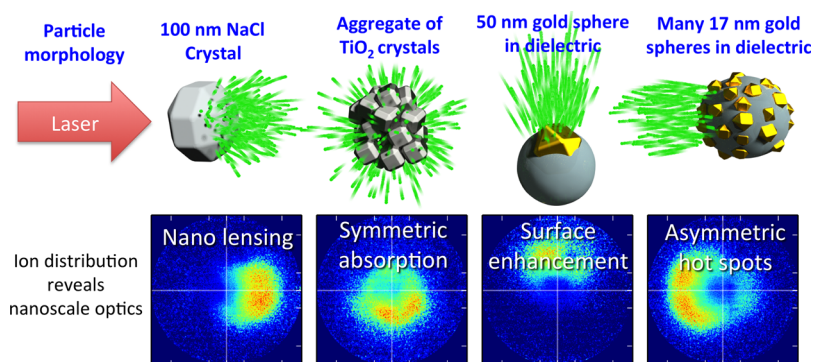 Particle
morphology
100 nm NaCl
Crystal
Aggregate of
TiO₂ crystals
50 nm gold sphere
in dielectric
Many 17 nm gold
spheres in dielectric
Laser
Ion distribution
reveals
nanoscale optics
Nano lensing
Symmetric
absorption
Surface
enhancement
Asymmetric
hot spots